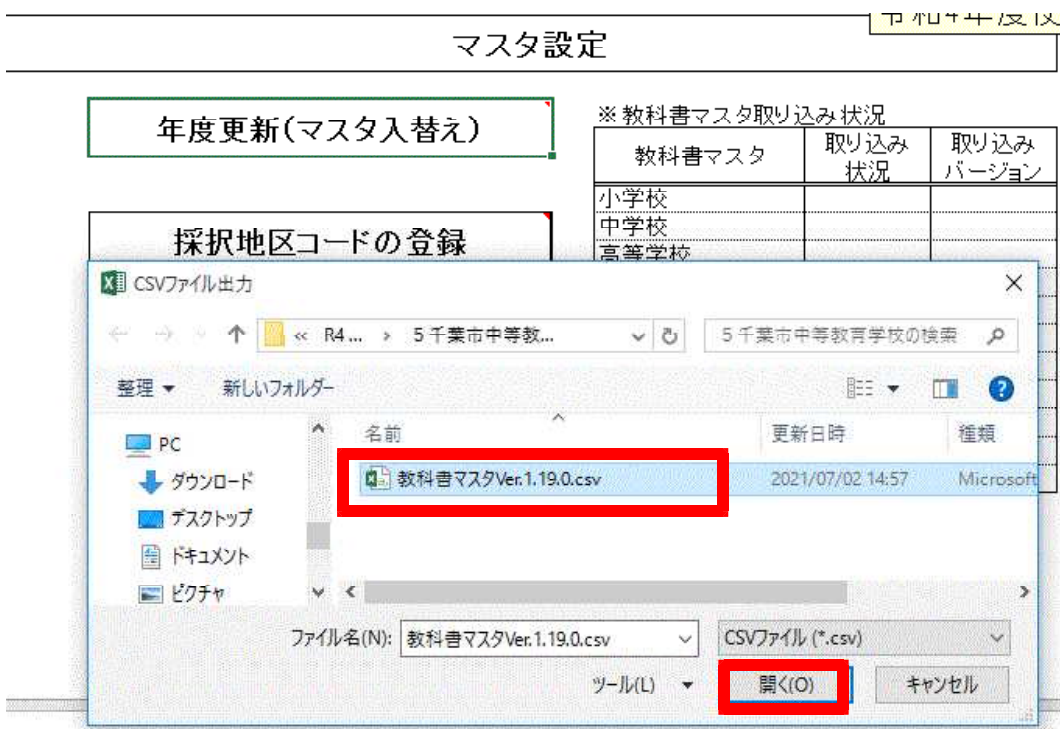 令和4年度使
マスタ設定
年度更新(マスタ入替え)
※教科書マスタ取り込み状況
教科書マスタ
取り込み
状況
取り込み
バージョン
小学校
中学校
高等学校
採択地区コードの登録
CSVファイル出力
« R4... › 5千葉市中等教...
5千葉市中等教育学校の検索
整理
新しいフォルダー
PC
ダウンロード
デスクトップ
ドキュメント
ピクチャ
名前
更新日時
種類
教科書マスタVer.1.19.0.csv
2021/07/02 14:57
Microsoft
ファイル名(N):
教科書マスタVer.1.19.0.csv
CSVファイル (*.csv)
ツール(L)
開く(O)
キャンセル